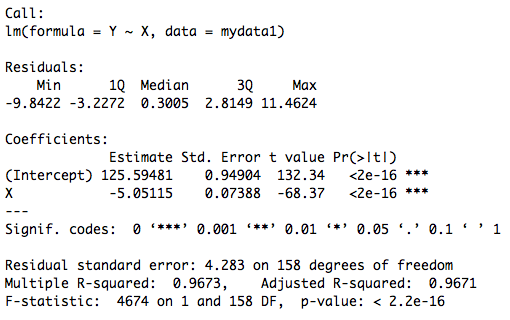 Call:
lm(formula = Y ~ X, data = mydata1)
Residuals:
Min 1Q Median 3Q Max
-9.8422 -3.2272 0.3005 2.8149 11.4624
Coefficients:
Estimate Std. Error t value Pr(>|t|)
(Intercept) 125.59481 0.94904 132.34 <2e-16 ***
X -5.05115 0.07388 -68.37 <2e-16 ***
---
Signif. codes: 0 ‘***’ 0.001 ‘**’ 0.01 ‘*’ 0.05 ‘.’ 0.1 ‘ ’ 1
Residual standard error: 4.283 on 158 degrees of freedom
Multiple R-squared: 0.9673, Adjusted R-squared: 0.9671
F-statistic: 4674 on 1 and 158 DF, p-value: < 2.2e-16